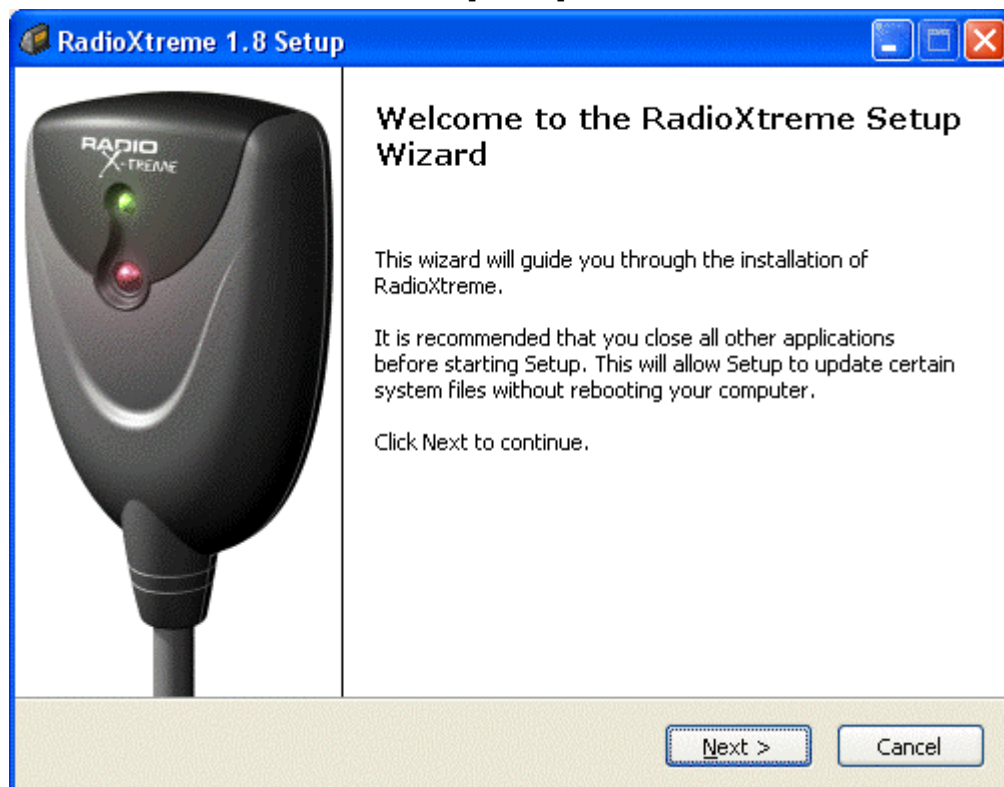 RadioXtreme 1.8 Setup
RADIO
X-TREME
Welcome to the RadioXtreme Setup
Wizard
This wizard will guide you through the installation of
RadioXtreme.
It is recommended that you close all other applications
before starting Setup. This will allow Setup to update certain
system files without rebooting your computer.
Click Next to continue.
Next >
Cancel